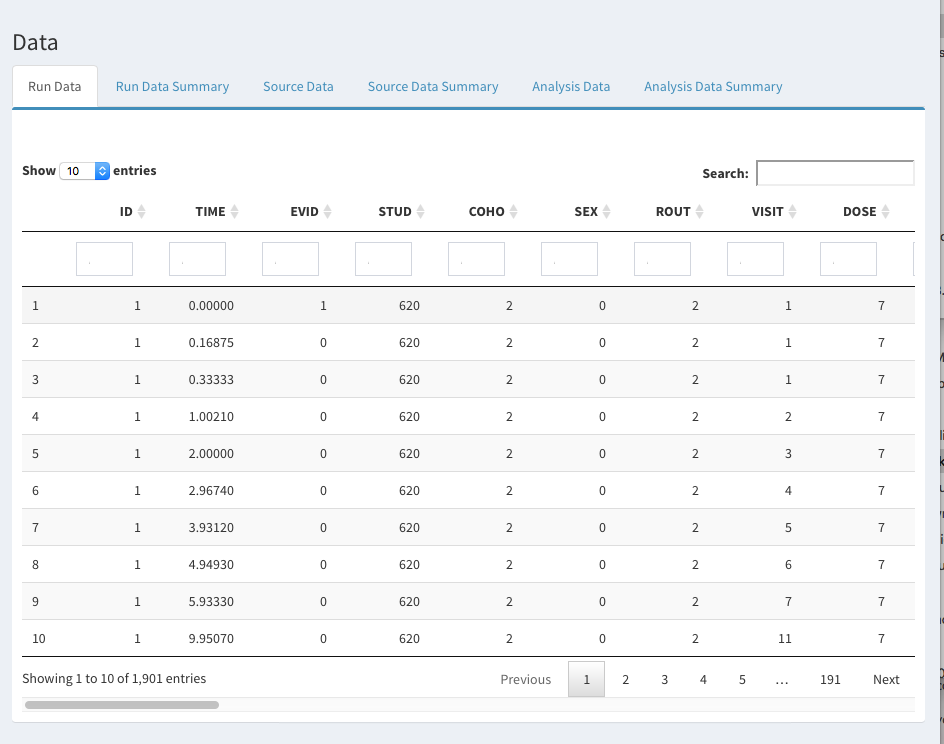 Data
Run Data Run Data Summary Source Data Source Data Summary Analysis Data Analysis Data Summary
Show 10 entries Search:
ID TIME EVID STUD COHO SEX ROUT VISIT DOSE
1 1 0.00000 1 620 2 0 2 1 7
2 1 0.16875 0 620 2 0 2 1 7
3 1 0.33333 0 620 2 0 2 1 7
4 1 1.00210 0 620 2 0 2 2 7
5 1 2.00000 0 620 2 0 2 3 7
6 1 2.96740 0 620 2 0 2 4 7
7 1 3.93120 0 620 2 0 2 5 7
8 1 4.94930 0 620 2 0 2 6 7
9 1 5.93330 0 620 2 0 2 7 7
10 1 9.95070 0 620 2 0 2 11 7
Showing 1 to 10 of 1,901 entries Previous 1 2 3 4 5 … 191 Next